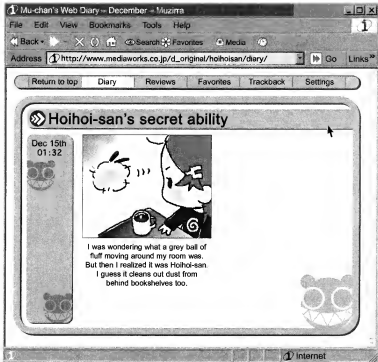 Mu-chan's Web Diary - December - Muzirra
File Edit View Bookmarks Tools Help
Back Search Favorites Media
Address http://www.mediaworks.co.jp/d_original/hoihoisan/diary/ Go Links
Return to top Diary Reviews Favorites Trackback Settings
Hoihoi-san's secret ability
Dec 15th
01:32
I was wondering what a grey ball of
fluff moving around my room was.
But then I realized it was Hoihoi-san.
I guess it cleans out dust from
behind bookshelves too.
Internet